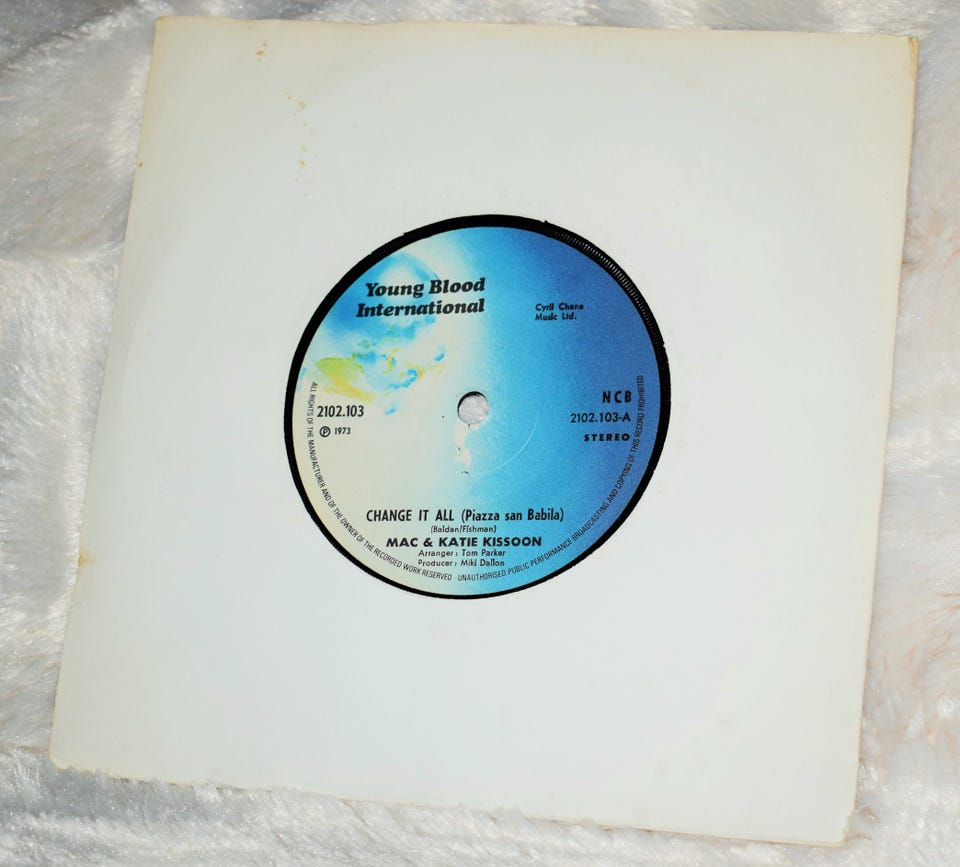 Young Blood
International
Cyril Chane
Music Ltd.
2102.103
Ⓟ 1973
NCB
2102.103-A
STEREO
CHANGE IT ALL (Piazza san Babila)
(Baldan/Fishman)
MAC & KATIE KISSOON
Arranger: Tom Parker
Producer: Miki Dallon
ALL RIGHTS OF THE MANUFACTURER AND OF THE OWNER OF THE RECORDED WORK RESERVED · UNAUTHORISED PUBLIC PERFORMANCE BROADCASTING AND COPYING OF THIS RECORD PROHIBITED